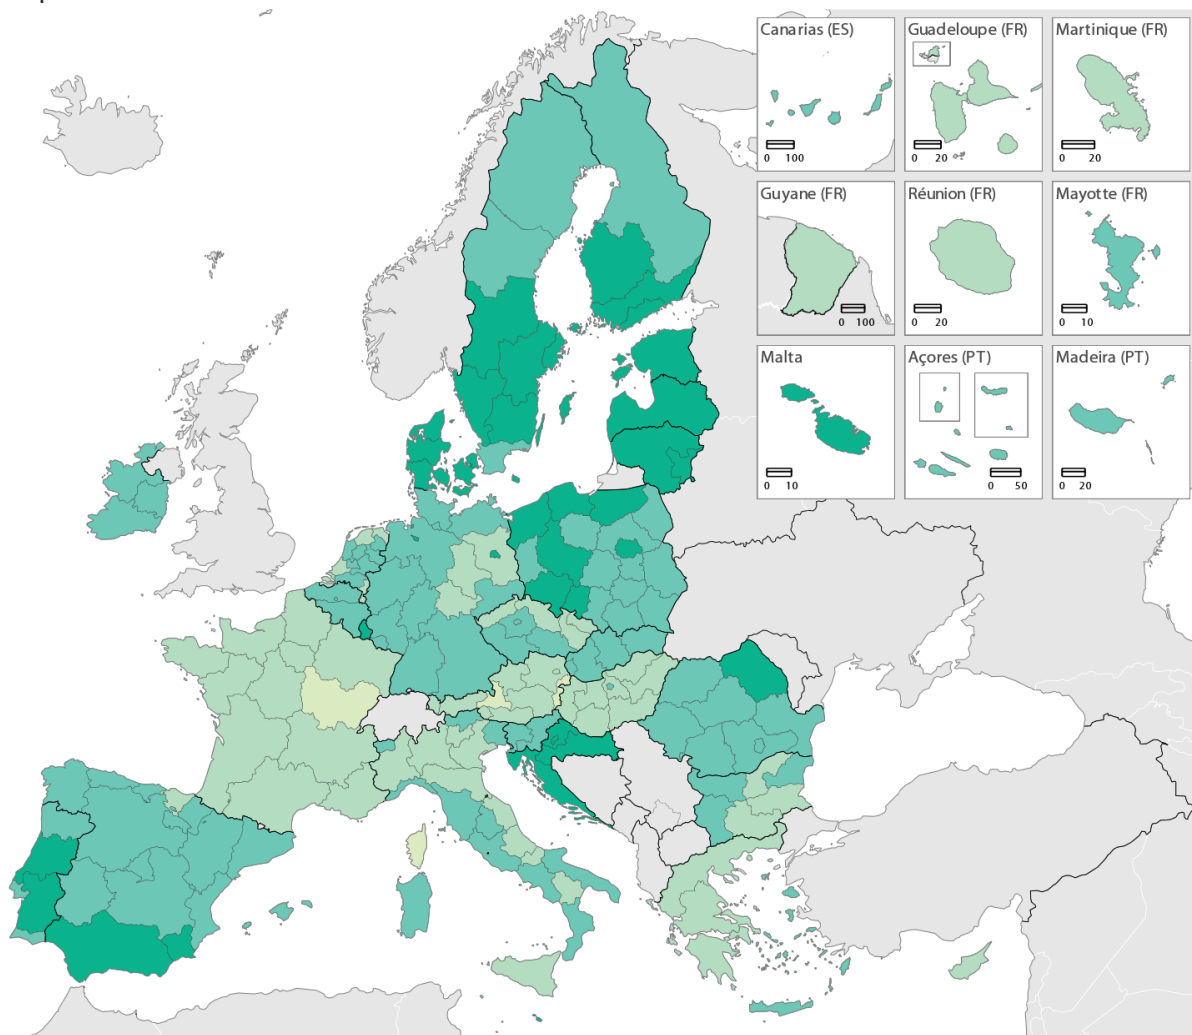 Canarias (ES)
0 100
Guadeloupe (FR)
0 20
Martinique (FR)
0 20
Guyane (FR)
0 100
Réunion (FR)
0 20
Mayotte (FR)
0 10
Malta
0 10
Açores (PT)
0 50
Madeira (PT)
0 20